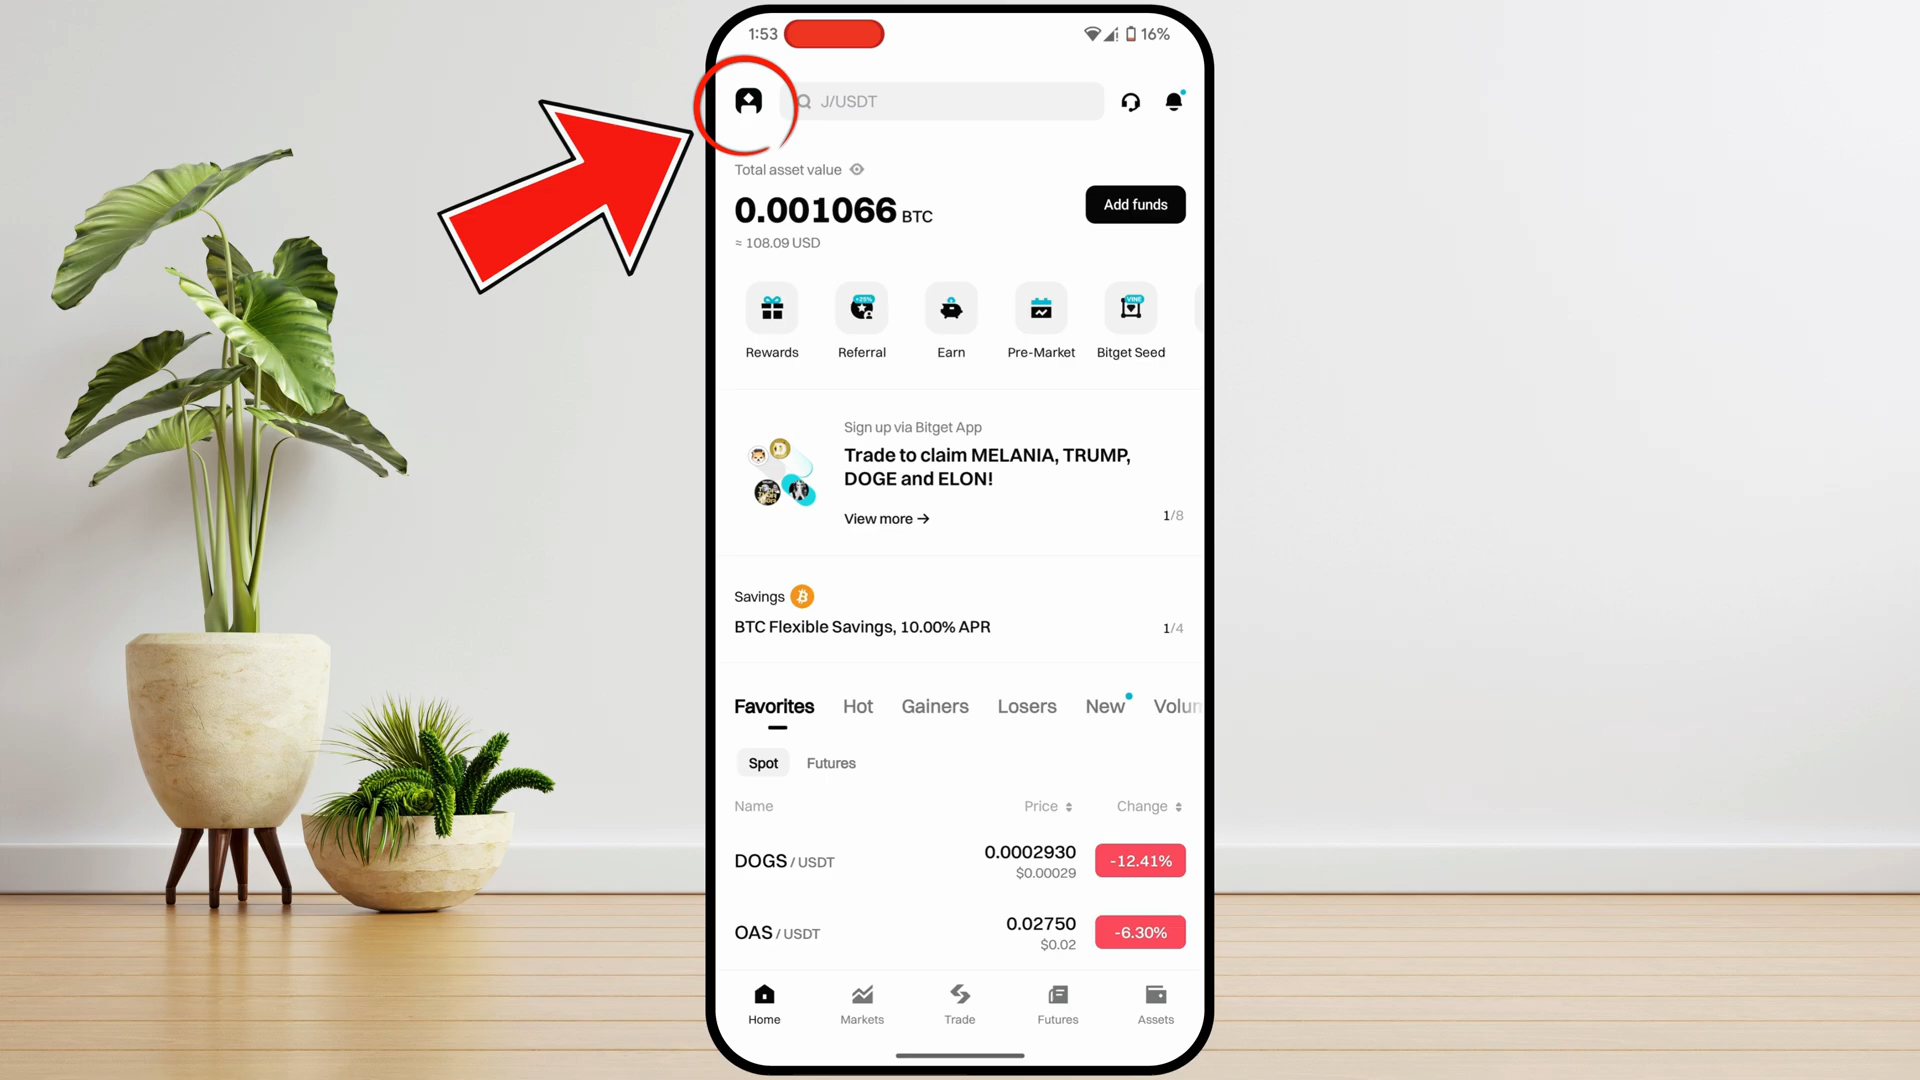 1:53
16%
J/USDT
Total asset value
0.001066 BTC
Add funds
≈ 108.09 USD
+25%
VINE
Rewards
Referral
Earn
Pre-Market
Bitget Seed
Sign up via Bitget App
Trade to claim MELANIA, TRUMP,
DOGE and ELON!
View more →
1/8
Savings
BTC Flexible Savings, 10.00% APR
1/4
Favorites Hot Gainers Losers New Volum
Spot Futures
Name Price Change
DOGS / USDT
0.0002930
$0.00029
-12.41%
OAS / USDT
0.02750
$0.02
-6.30%
Home Markets Trade Futures Assets